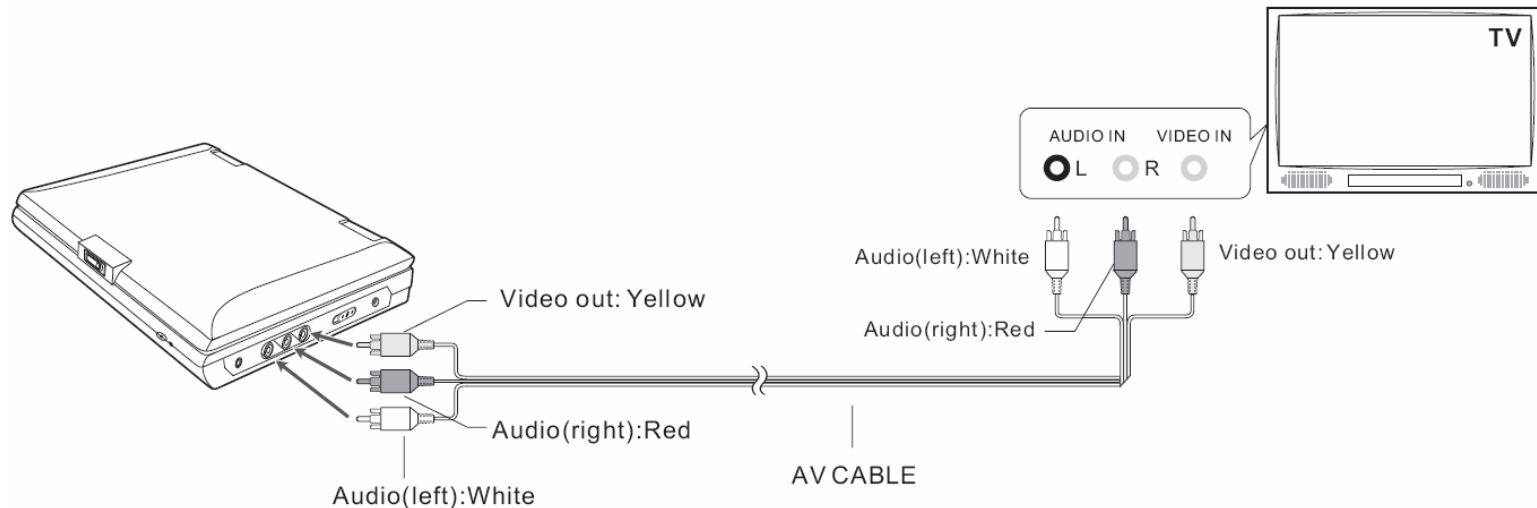 TV
AUDIO IN VIDEO IN
L R
Audio(left):White
Video out: Yellow
Audio(right):Red
Video out: Yellow
Audio(right):Red
AV CABLE
Audio(left):White